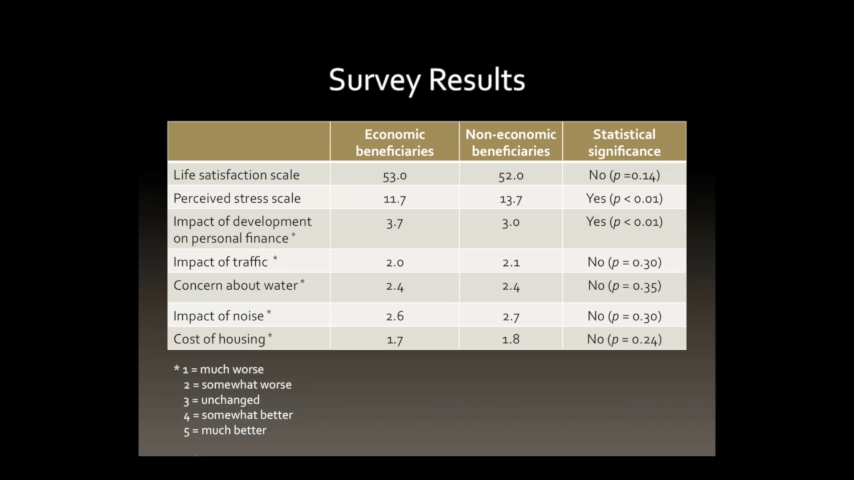 Survey Results
Economic beneficiaries Non-economic beneficiaries Statistical significance
Life satisfaction scale 53.0 52.0 No (p =0.14)
Perceived stress scale 11.7 13.7 Yes (p < 0.01)
Impact of development on personal finance * 3.7 3.0 Yes (p < 0.01)
Impact of traffic * 2.0 2.1 No (p = 0.30)
Concern about water * 2.4 2.4 No (p = 0.35)
Impact of noise * 2.6 2.7 No (p = 0.30)
Cost of housing * 1.7 1.8 No (p = 0.24)
* 1 = much worse
2 = somewhat worse
3 = unchanged
4 = somewhat better
5 = much better